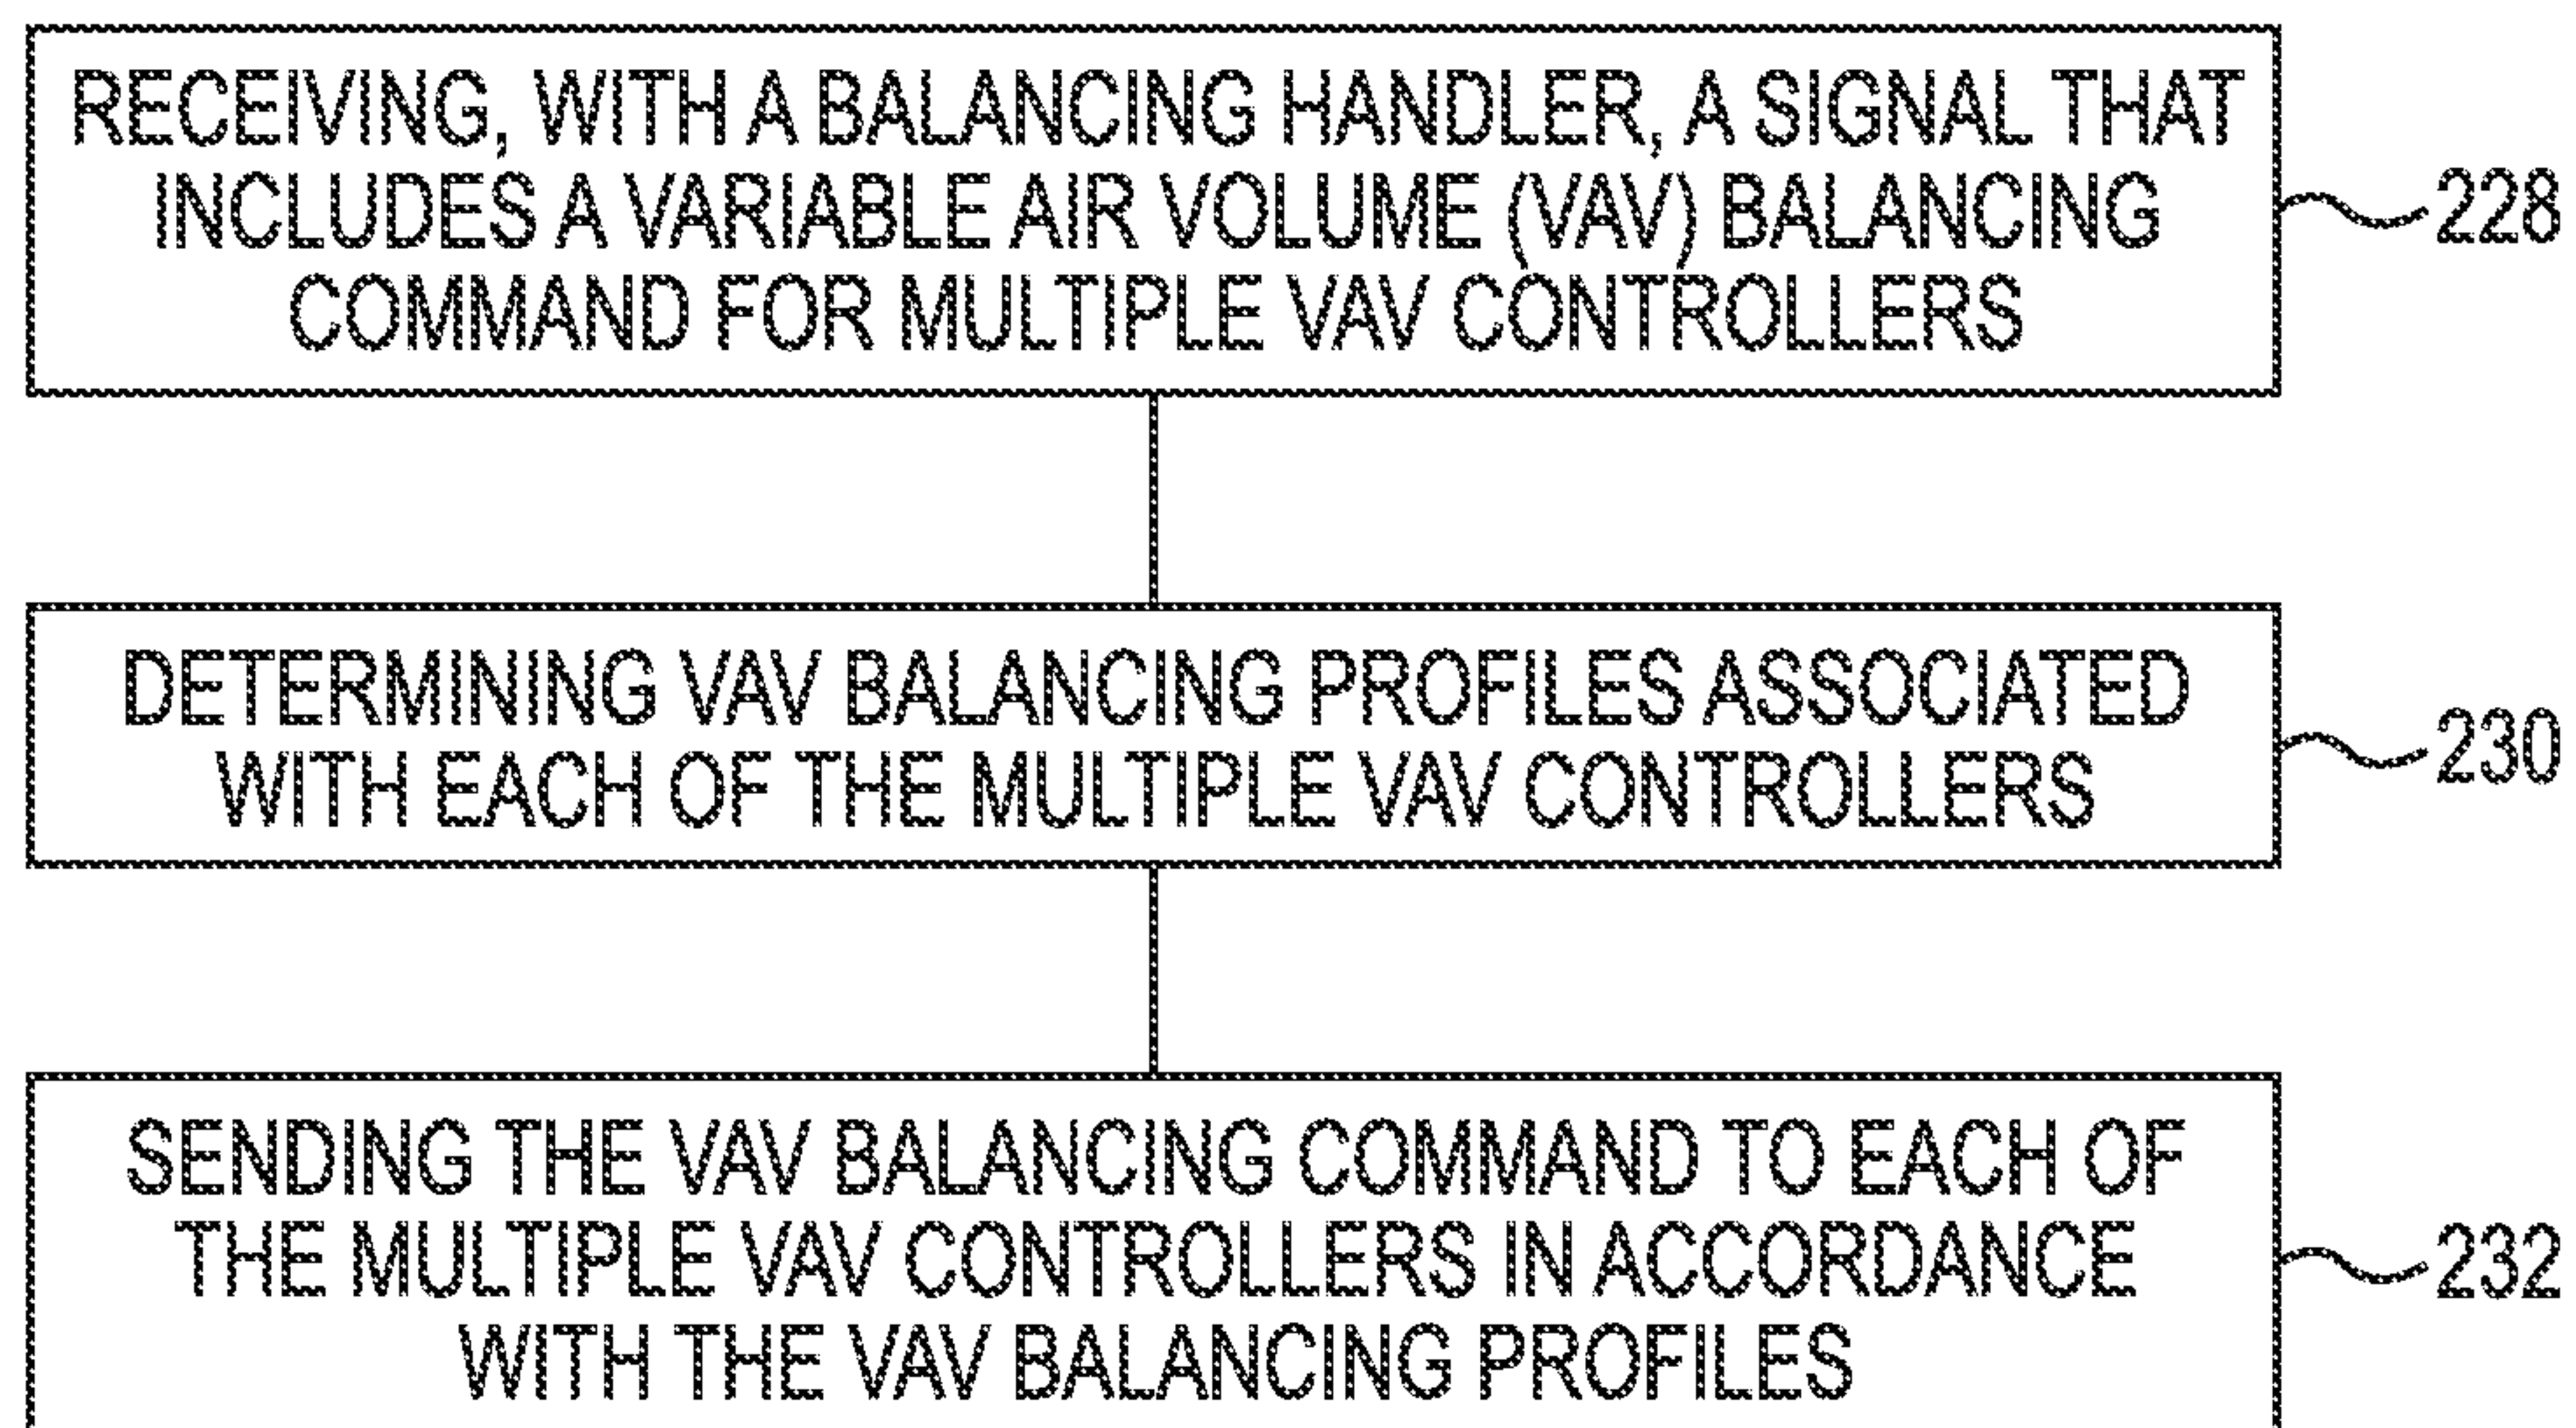 RECEIVING, WITH A BALANCING HANDLER, A SIGNAL THAT
INCLUDES A VARIABLE AIR VOLUME (VAV) BALANCING
COMMAND FOR MULTIPLE VAV CONTROLLERS
228
DETERMINING VAV BALANCING PROFILES ASSOCIATED
WITH EACH OF THE MULTIPLE VAV CONTROLLERS
230
SENDING THE VAV BALANCING COMMAND TO EACH OF
THE MULTIPLE VAV CONTROLLERS IN ACCORDANCE
WITH THE VAV BALANCING PROFILES
232